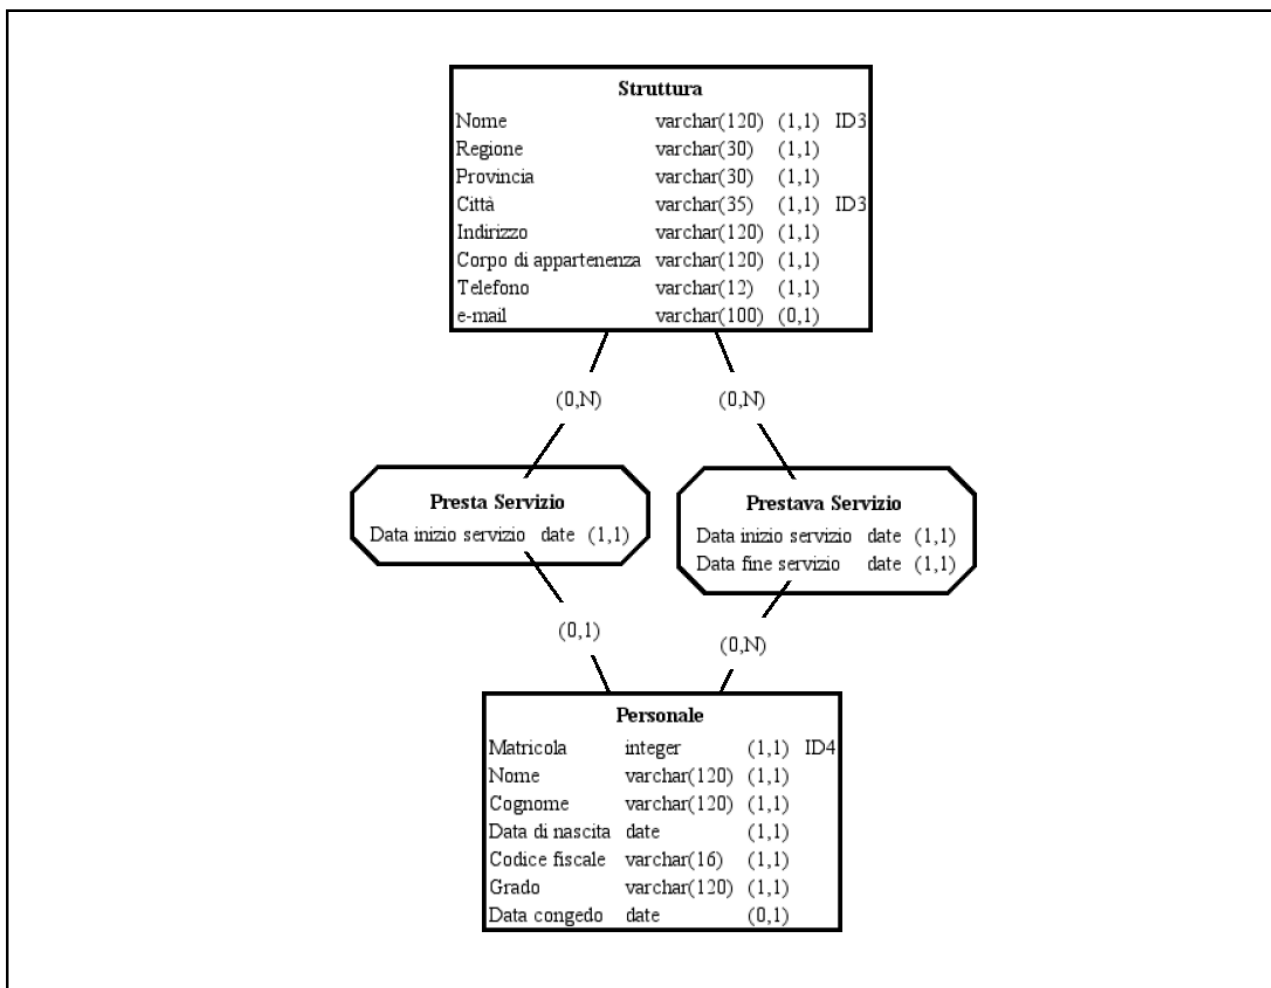 Struttura
Nome varchar(120) (1,1) ID3
Regione varchar(30) (1,1)
Provincia varchar(30) (1,1)
Città varchar(35) (1,1) ID3
Indirizzo varchar(120) (1,1)
Corpo di appartenenza varchar(120) (1,1)
Telefono varchar(12) (1,1)
e-mail varchar(100) (0,1)
(0,N) (0,N)
Presta Servizio
Data inizio servizio date (1,1)
Prestava Servizio
Data inizio servizio date (1,1)
Data fine servizio date (1,1)
(0,1)
(0,N)
Personale
Matricola integer (1,1) ID4
Nome varchar(120) (1,1)
Cognome varchar(120) (1,1)
Data di nascita date (1,1)
Codice fiscale varchar(16) (1,1)
Grado varchar(120) (1,1)
Data congedo date (0,1)